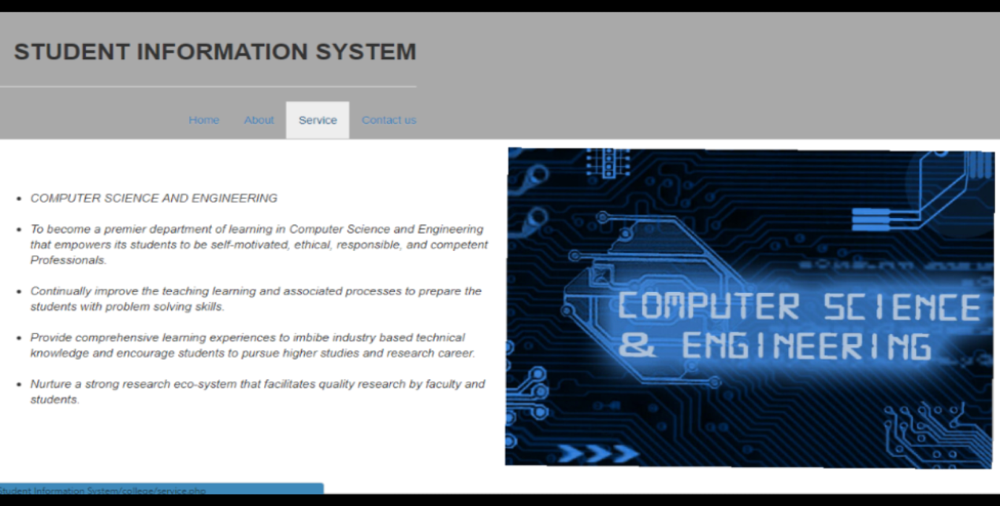 STUDENT INFORMATION SYSTEM
Home About Service Contact us
• COMPUTER SCIENCE AND ENGINEERING
• To become a premier department of learning in Computer Science and Engineering
that empowers its students to be self-motivated, ethical, responsible, and competent
Professionals.
• Continually improve the teaching learning and associated processes to prepare the
students with problem solving skills.
• Provide comprehensive learning experiences to imbibe industry based technical
knowledge and encourage students to pursue higher studies and research career.
• Nurture a strong research eco-system that facilitates quality research by faculty and
students.
COMPUTER SCIENCE
& ENGINEERING
Student Information System/college/service.php